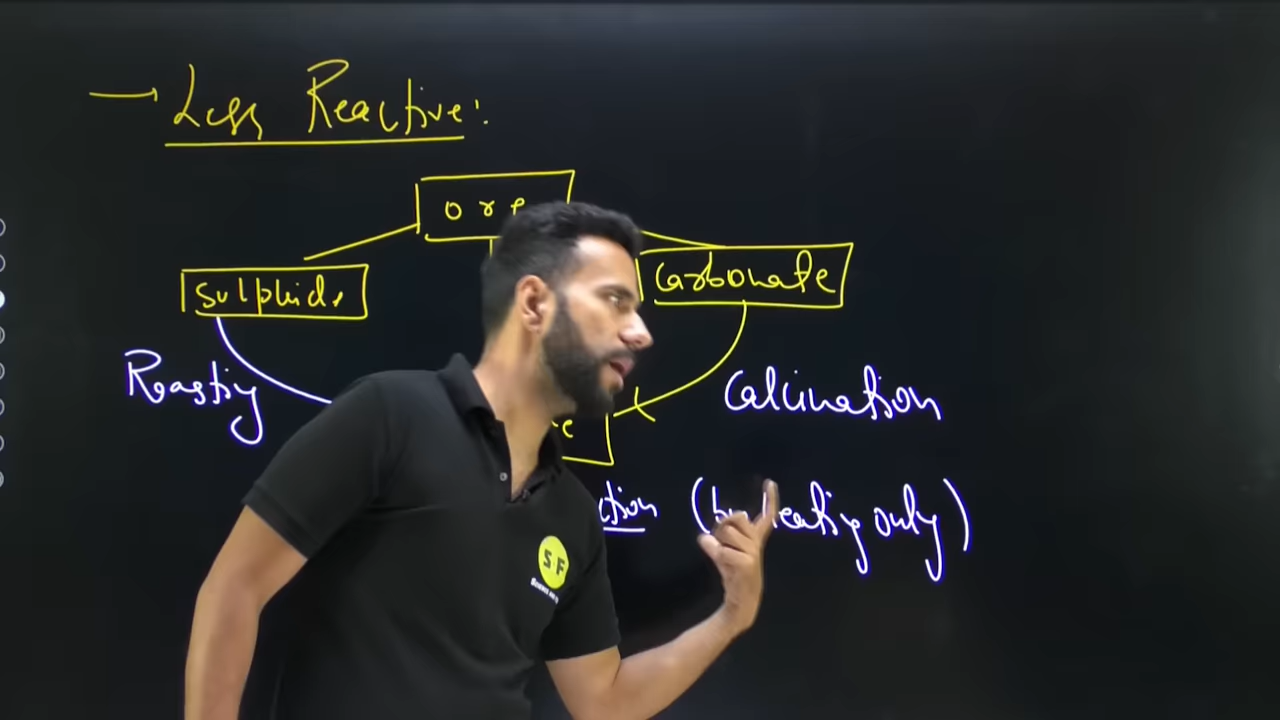 → Less Reactive:
ore
Sulphide
Carbonate
Roasting
Calcination
(by heating only)
S F